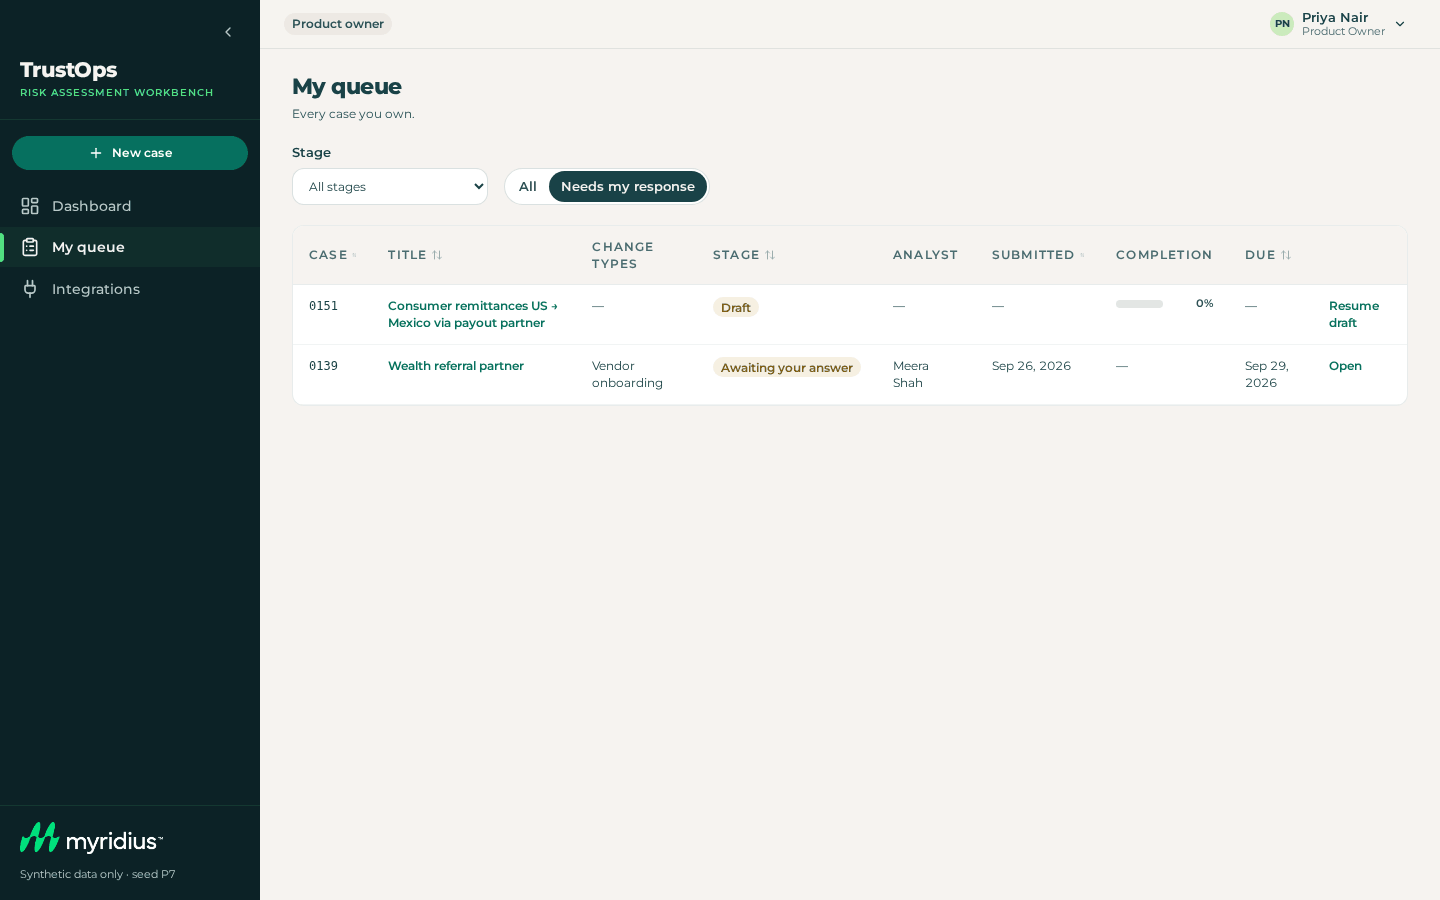 TrustOps
RISK ASSESSMENT WORKBENCH
New case
Dashboard
My queue
Integrations
myridius™
Synthetic data only · seed P7
Product owner
PN
Priya Nair
Product Owner
My queue
Every case you own.
Stage
All stages
All
Needs my response
CASE
TITLE
CHANGE
TYPES
STAGE
ANALYST
SUBMITTED
COMPLETION
DUE
0151
Consumer remittances US →
Mexico via payout partner
—
Draft
—
—
0%
—
Resume
draft
0139
Wealth referral partner
Vendor
onboarding
Awaiting your answer
Meera
Shah
Sep 26, 2026
—
Sep 29,
2026
Open